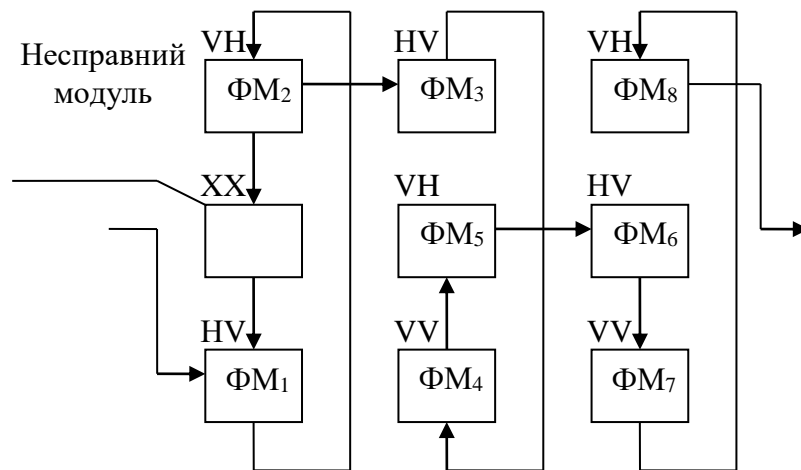 VH HV VH
Несправний
модуль
ФМ2 ФМ3 ФМ8
XX VH HV
ФМ5 ФМ6
HV VV VV
ФМ1 ФМ4 ФМ7